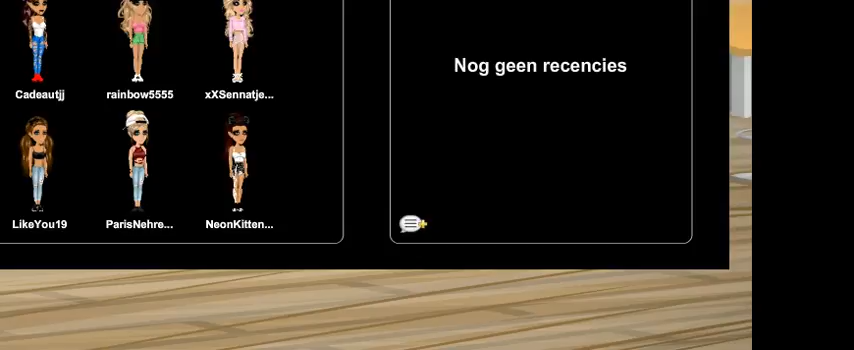 Cadeautjj rainbow5555 xXSennatje...
LikeYou19 ParisNehre... NeonKitten...
Nog geen recencies